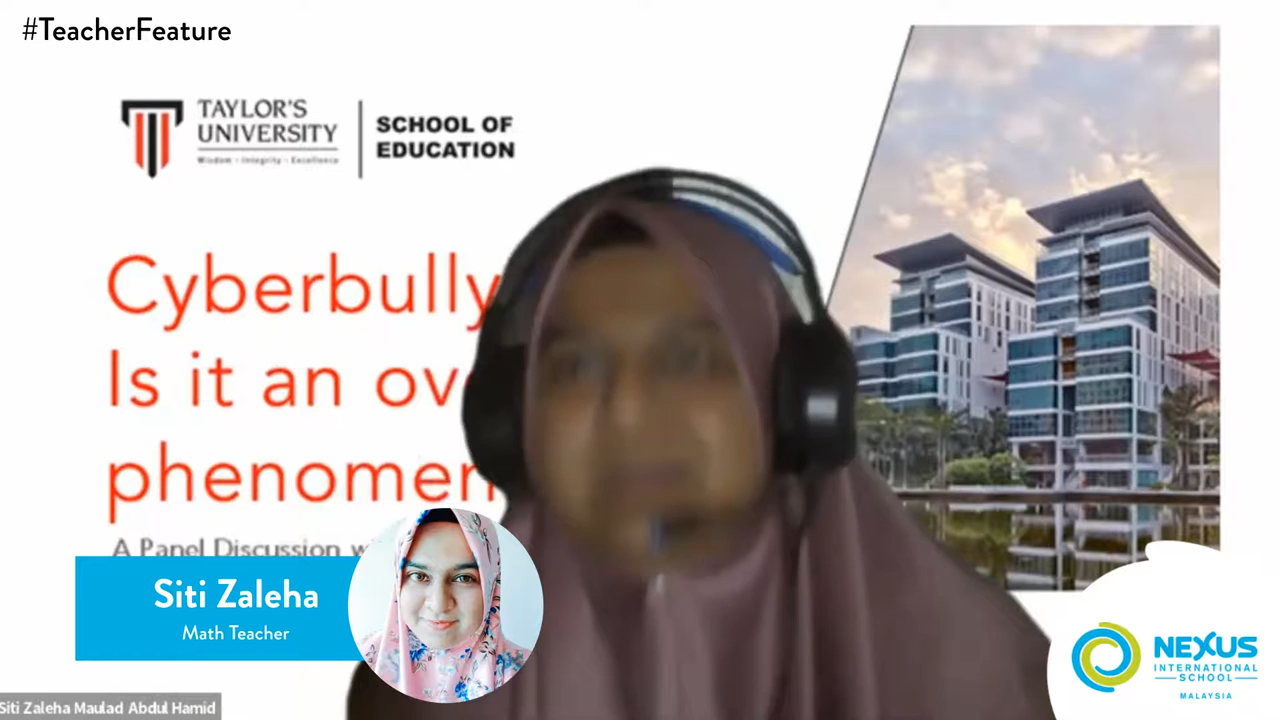 #TeacherFeature
TAYLOR'S
UNIVERSITY
Wisdom · Integrity · Excellence
SCHOOL OF
EDUCATION
Cyberbully
Is it an ov
phenomen
A Panel Discussion w
Siti Zaleha
Math Teacher
NEXUS
INTERNATIONAL
SCHOOL
MALAYSIA
Siti Zaleha Maulad Abdul Hamid